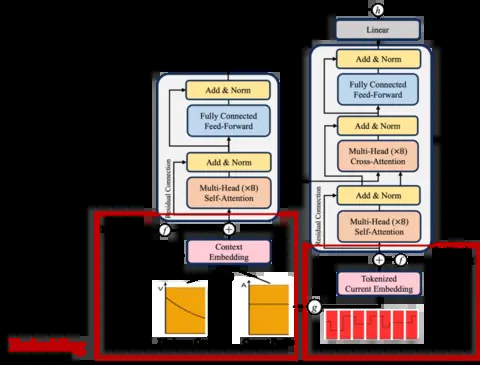 h
Linear
Add & Norm
Fully Connected
Feed-Forward
Add & Norm
Multi-Head (×8)
Cross-Attention
Add & Norm
Multi-Head (×8)
Self-Attention
Residual Connection
Add & Norm
Fully Connected
Feed-Forward
Add & Norm
Multi-Head (×8)
Self-Attention
Residual Connection
f
+
Context
Embedding
V
A
+
f
Tokenized
Current Embedding
g
Embedding